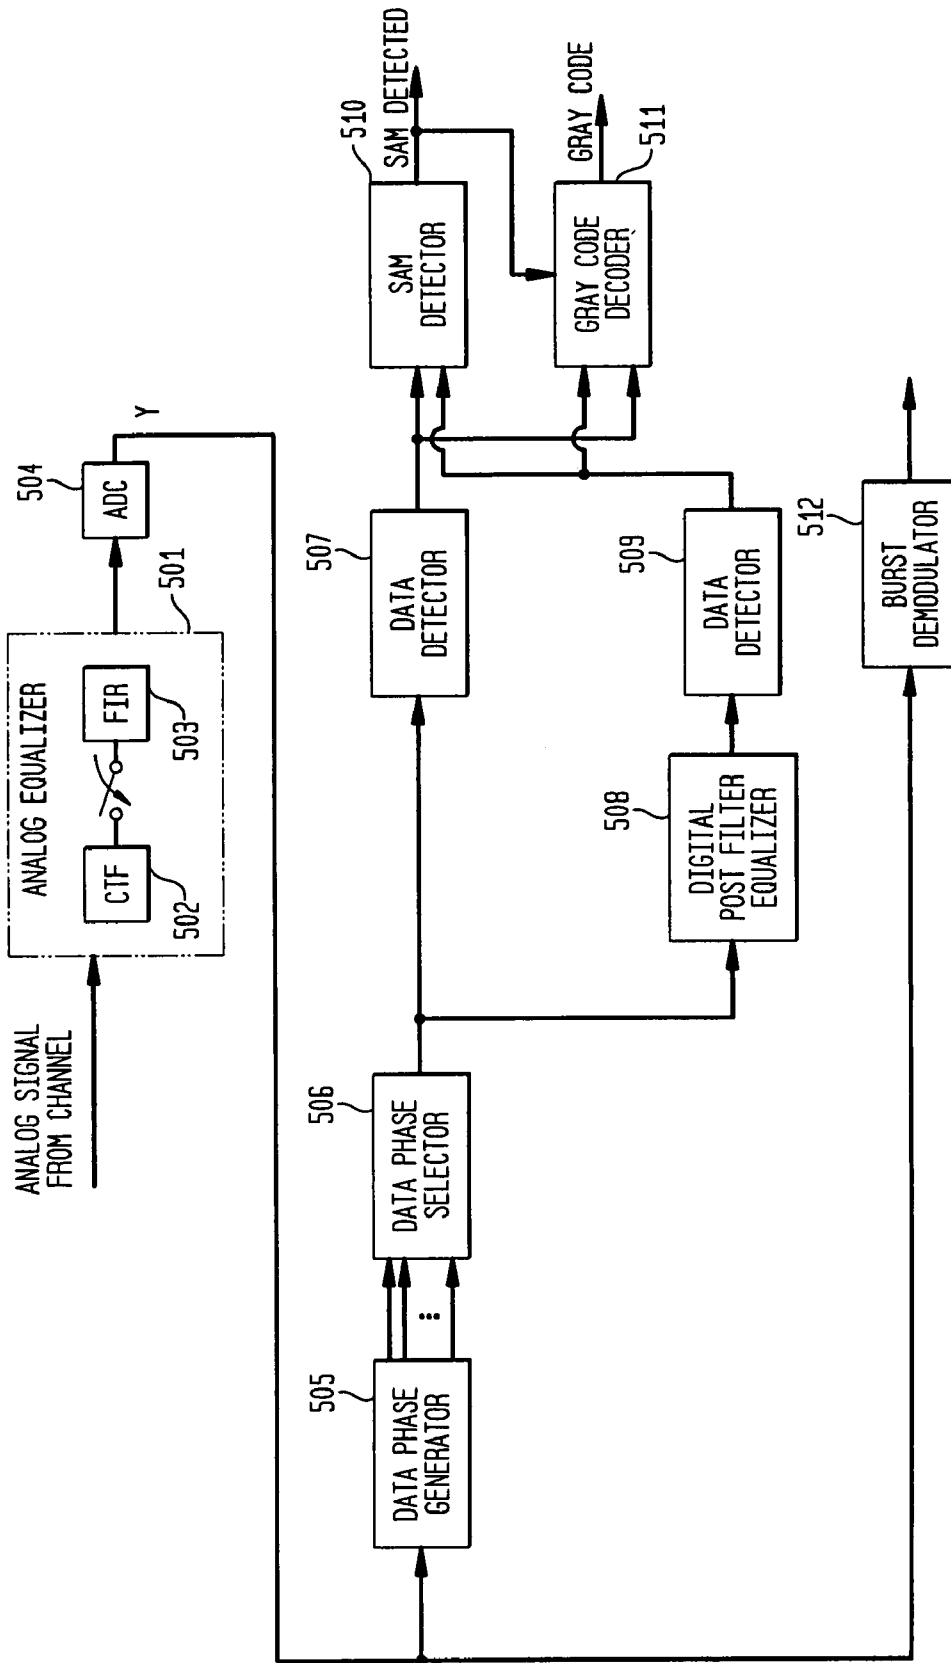 ANALOG SIGNAL
FROM CHANNEL
ANALOG EQUALIZER
CTF
502
FIR
503
501
504
ADC
Y
505
DATA PHASE
GENERATOR
...
506
DATA PHASE
SELECTOR
507
DATA
DETECTOR
508
DIGITAL
POST FILTER
EQUALIZER
509
DATA
DETECTOR
510
SAM
DETECTOR
SAM DETECTED
GRAY CODE
DECODER
511
GRAY CODE
512
BURST
DEMODULATOR